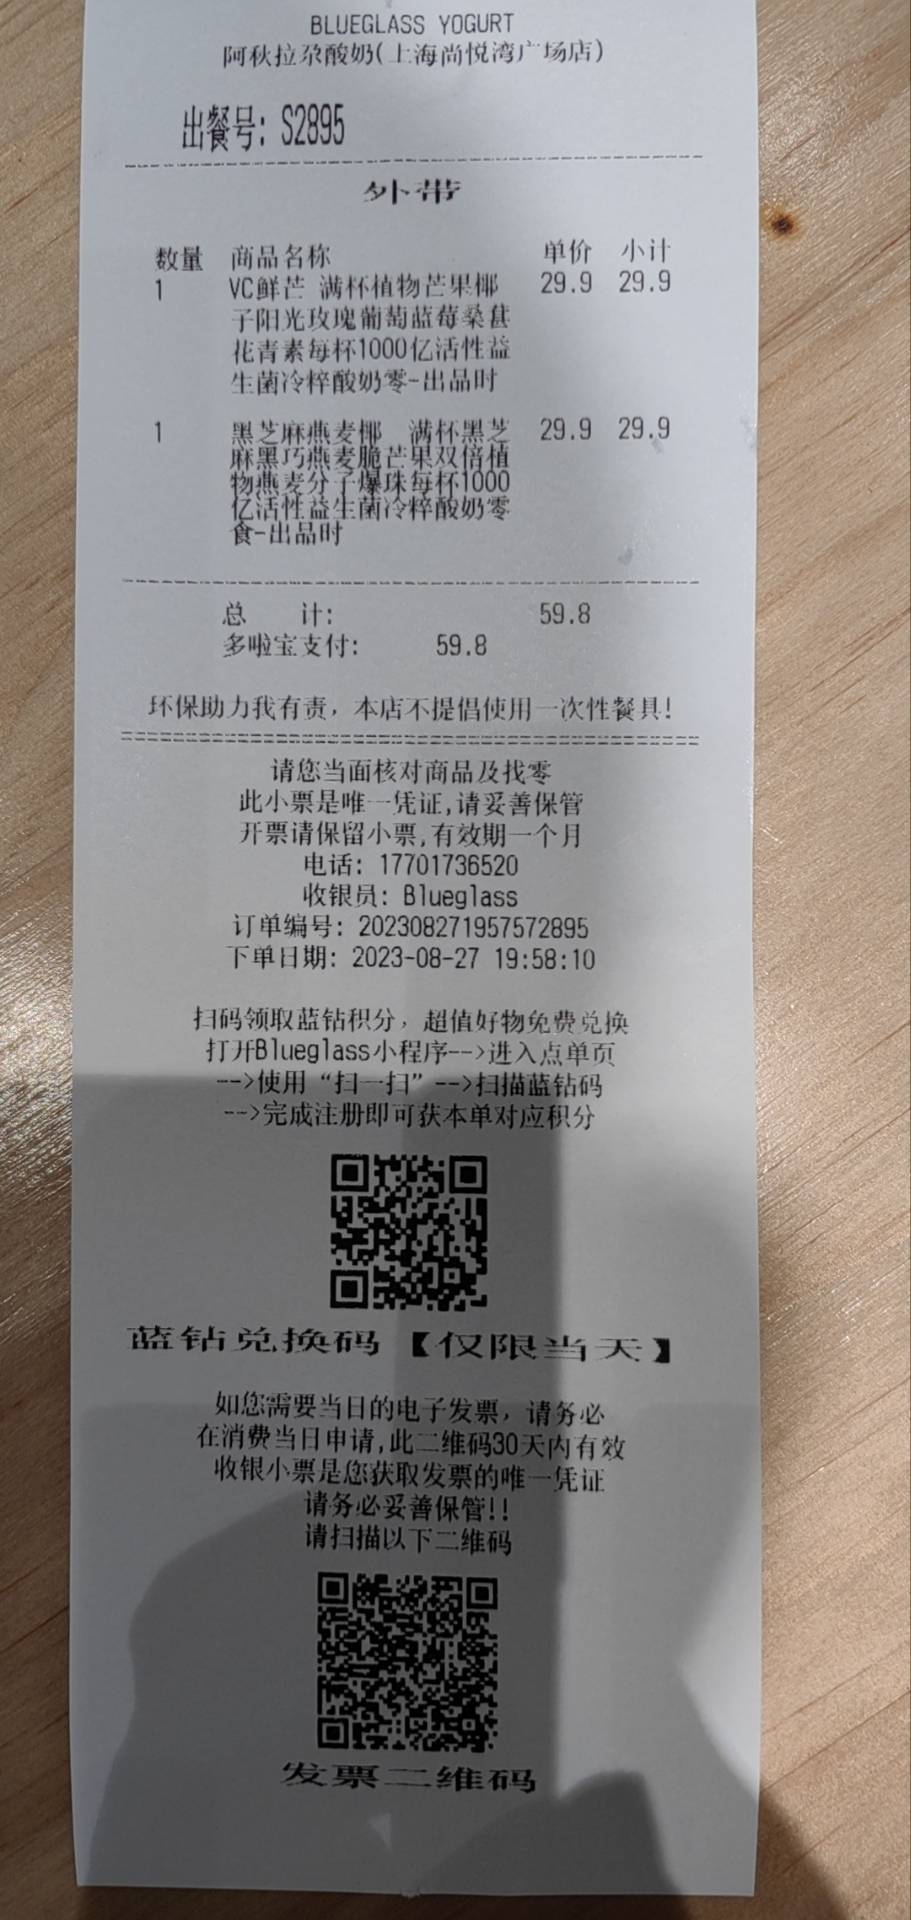 BLUEGLASS YOGURT
阿秋拉尕酸奶(上海尚悦湾广场店)
出餐号: S2895
外带
数量 商品名称 单价 小计
1 VC鲜芒 满杯植物芒果椰 29.9 29.9
子阳光玫瑰葡萄蓝莓桑葚
花青素每杯1000亿活性益
生菌冷粹酸奶零-出品时
1 黑芝麻燕麦椰 满杯黑芝 29.9 29.9
麻黑巧燕麦脆芒果双倍植
物燕麦分子爆珠每杯1000
亿活性益生菌冷粹酸奶零
食-出品时
总 计: 59.8
多啦宝支付: 59.8
环保助力我有责，本店不提倡使用一次性餐具!
请您当面核对商品及找零
此小票是唯一凭证,请妥善保管
开票请保留小票,有效期一个月
电话: 17701736520
收银员: Blueglass
订单编号: 202308271957572895
下单日期: 2023-08-27 19:58:10
扫码领取蓝钻积分，超值好物免费兑换
打开Blueglass小程序-->进入点单页
-->使用“扫一扫”-->扫描蓝钻码
-->完成注册即可获本单对应积分
蓝钻兑换码【仅限当天】
如您需要当日的电子发票，请务必
在消费当日申请,此二维码30天内有效
收银小票是您获取发票的唯一凭证
请务必妥善保管!!
请扫描以下二维码
发票二维码